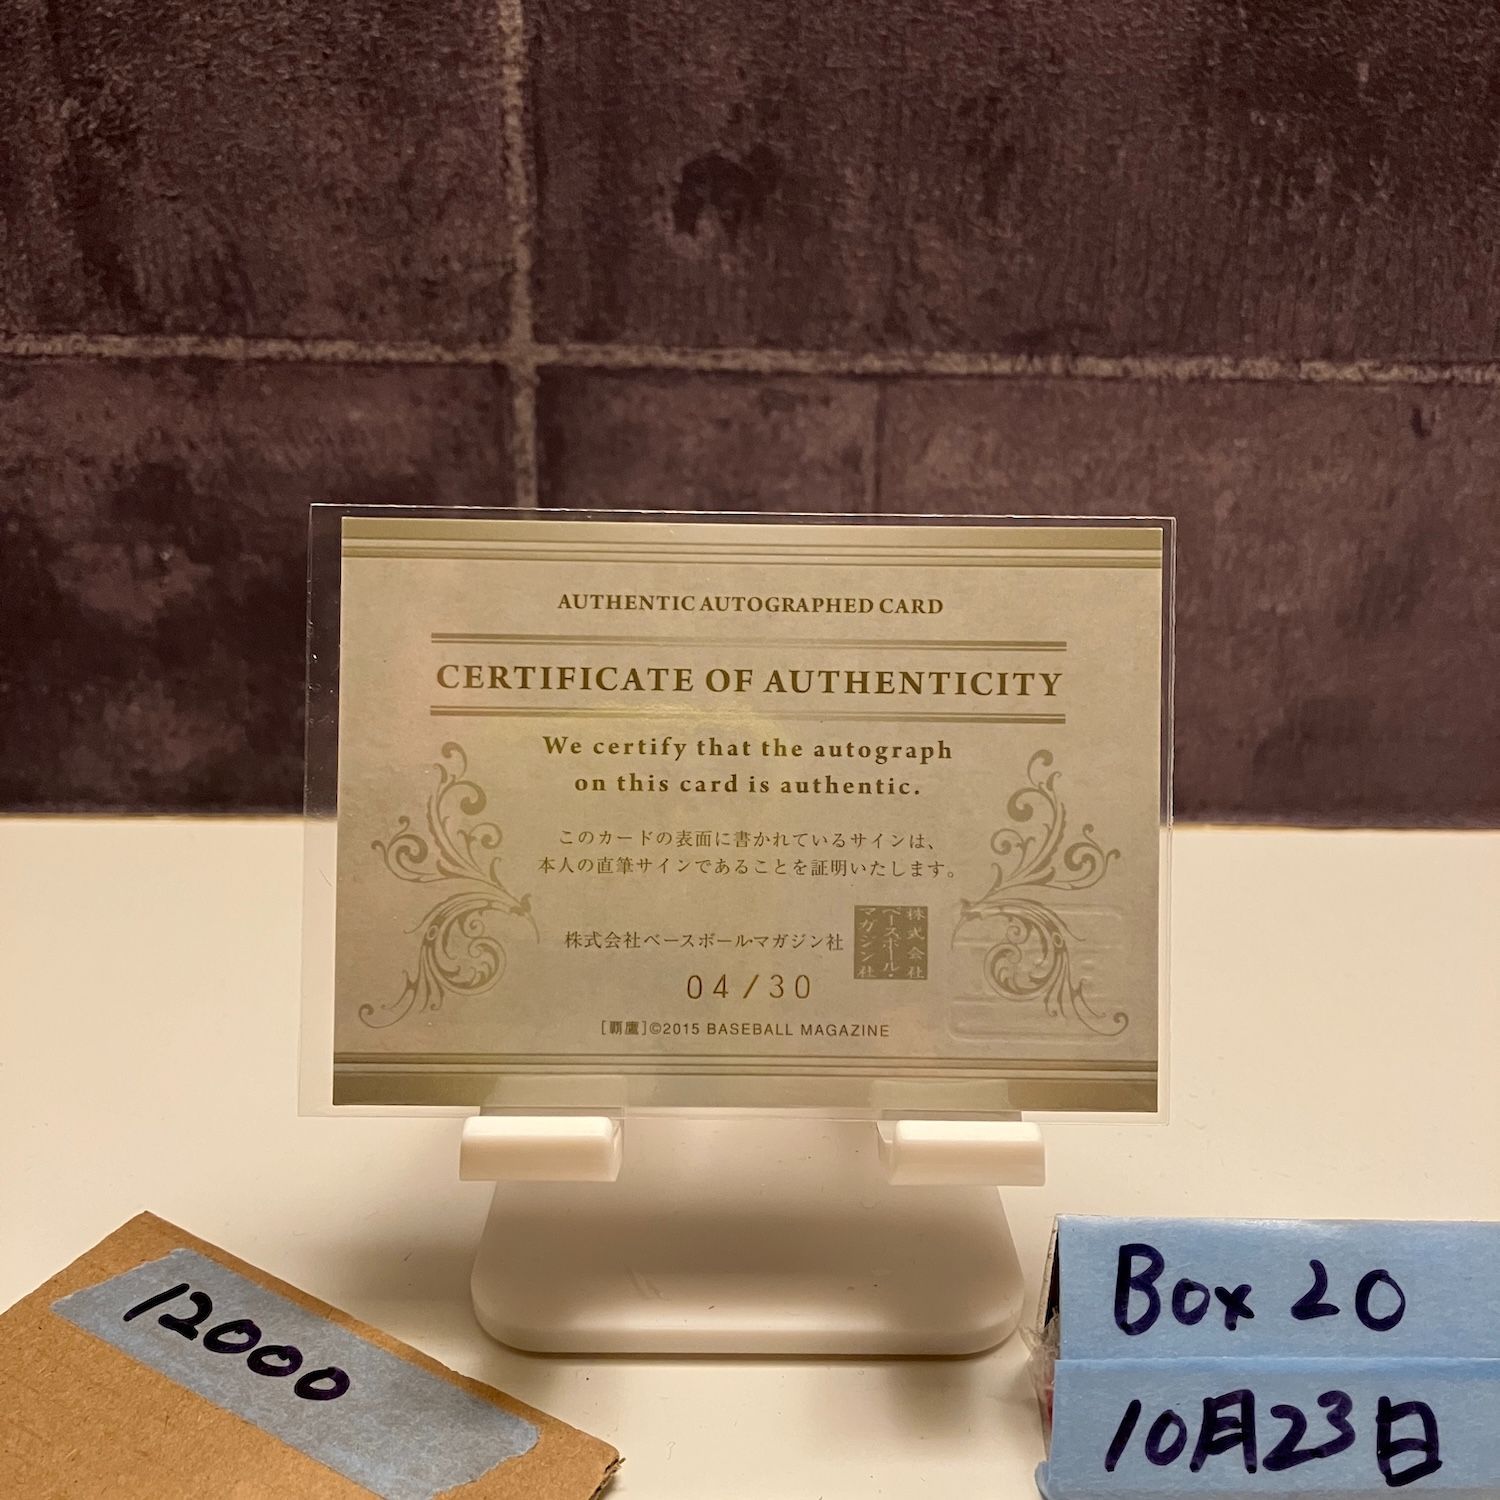 AUTHENTIC AUTOGRAPHED CARD
CERTIFICATE OF AUTHENTICITY
We certify that the autograph
on this card is authentic.
このカードの表面に書かれているサインは、
本人の直筆サインであることを証明いたします。
株式会社ベースボール・マガジン社
株式会社
ベースボール・
マガジン社
04/30
[覇鷹]©2015 BASEBALL MAGAZINE
12000
Box 20
10月23日